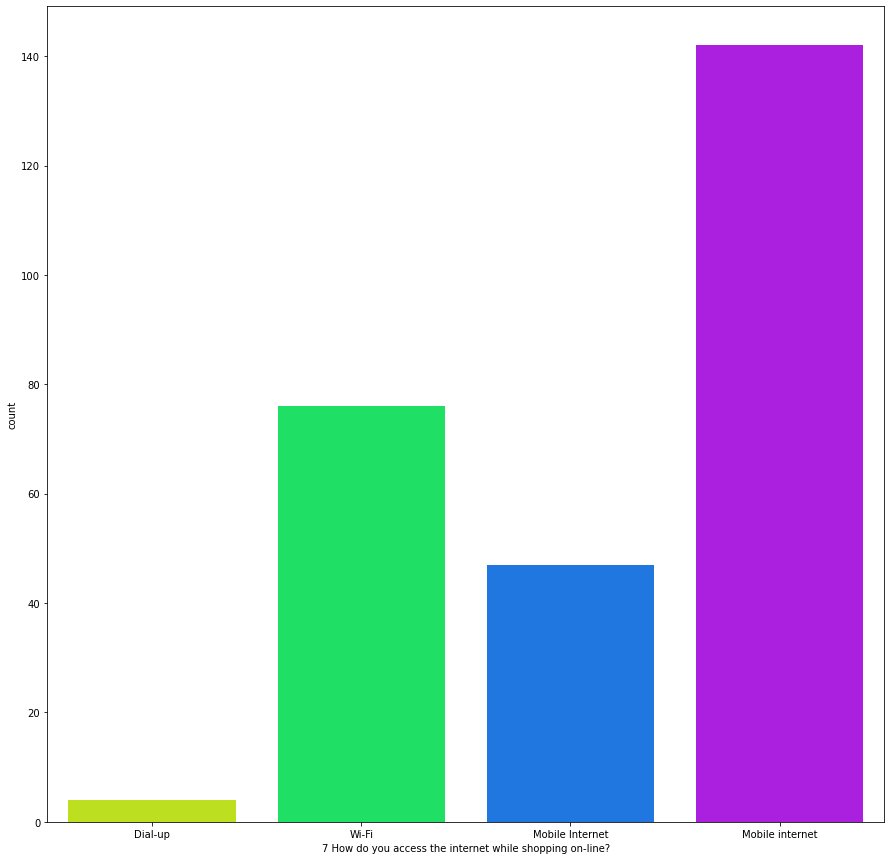 140
120
100
80
60
40
20
0
count
Dial-up Wi-Fi Mobile Internet Mobile internet
7 How do you access the internet while shopping on-line?